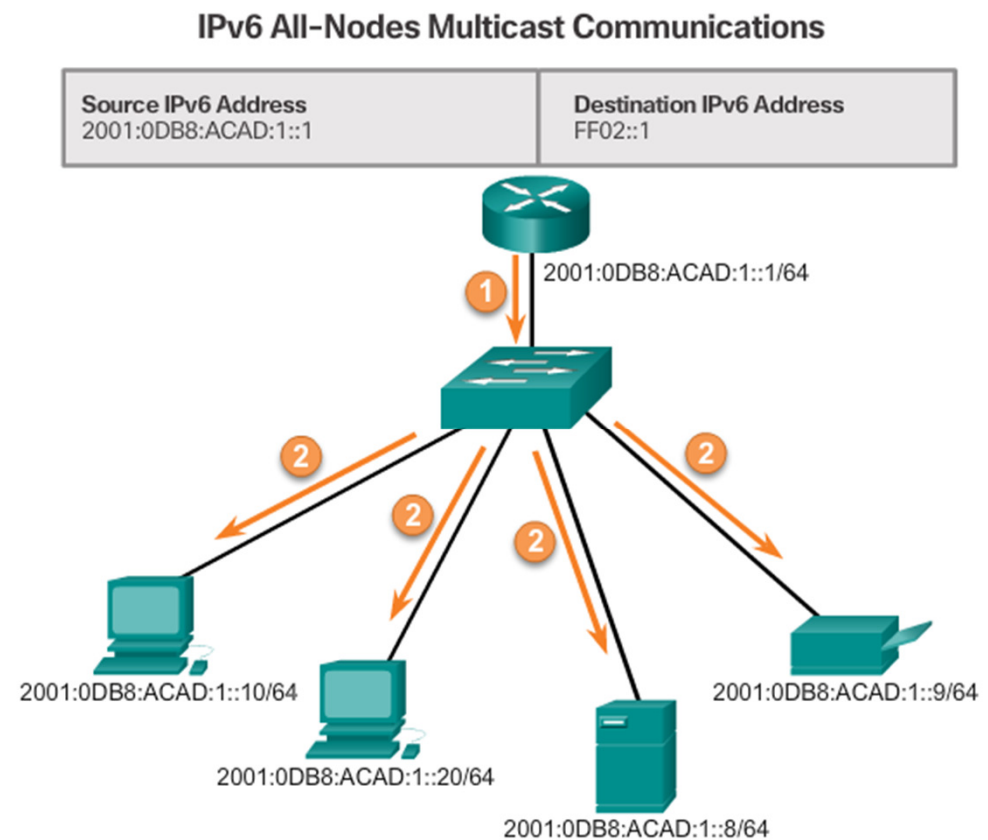 IPv6 All-Nodes Multicast Communications
Source IPv6 Address
2001:0DB8:ACAD:1::1
Destination IPv6 Address
FF02::1
2001:0DB8:ACAD:1::1/64
1
2
2
2
2
2001:0DB8:ACAD:1::10/64
2001:0DB8:ACAD:1::20/64
2001:0DB8:ACAD:1::8/64
2001:0DB8:ACAD:1::9/64